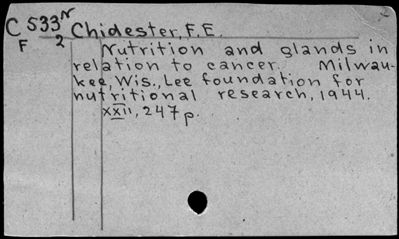 C 533N Chidester, F.E.
F 2
Nutrition and glands in
relation to cancer. Milwau-
kee, Wis., Lee foundation for
nutritional research, 1944.
xxii, 247p.